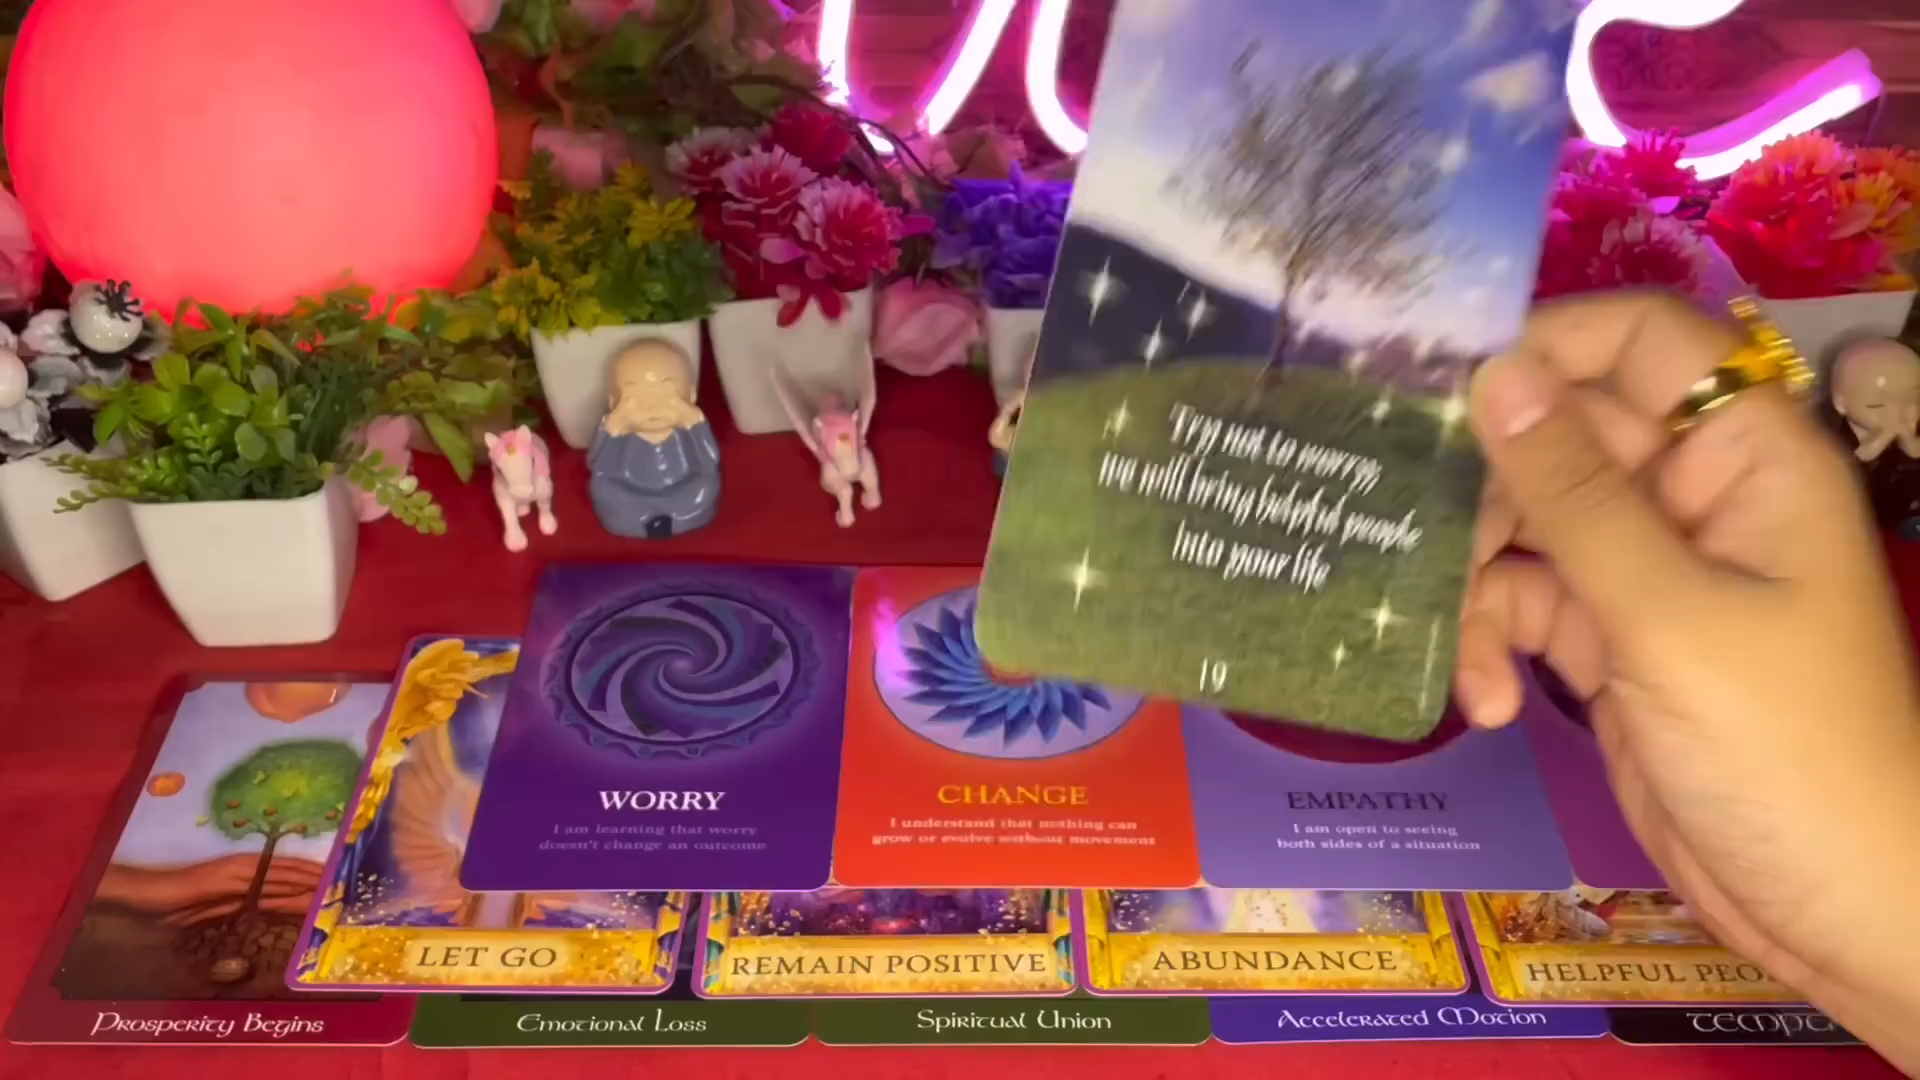 Try not to worry,
we will bring helpful people
into your life
19
WORRY
I am learning that worry
doesn't change an outcome
CHANGE
I understand that nothing can
grow or evolve without movement
EMPATHY
I am open to seeing
both sides of a situation
LET GO
REMAIN POSITIVE
ABUNDANCE
HELPFUL
Prosperity Begins
Emotional Loss
Spiritual Union
Accelerated Motion